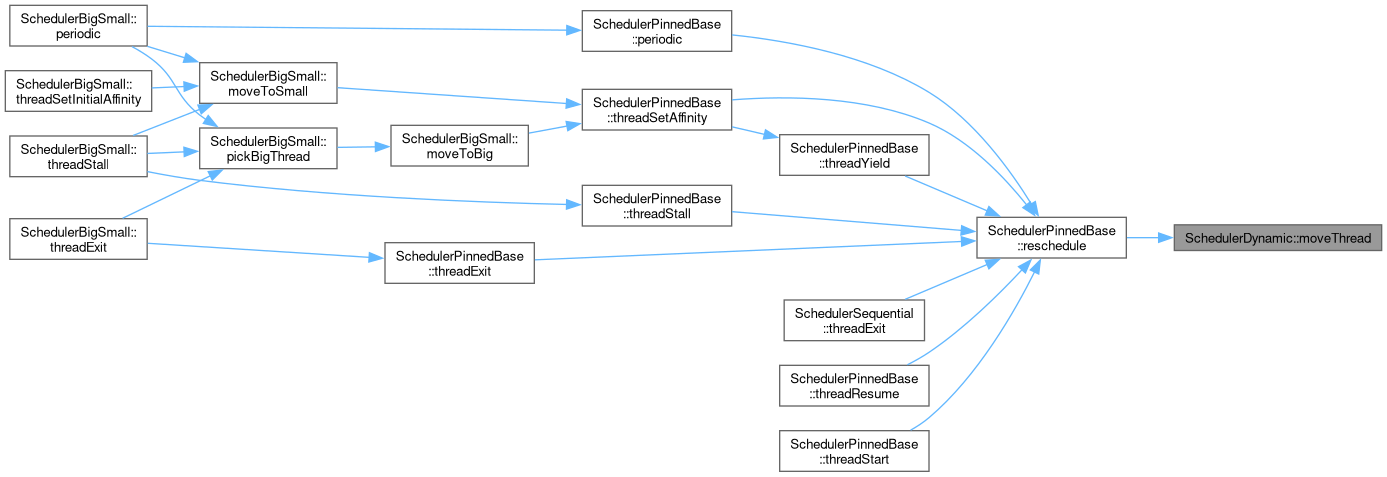 SchedulerBigSmall::
periodic
SchedulerBigSmall::
threadSetInitialAffinity
SchedulerBigSmall::
threadStall
SchedulerBigSmall::
threadExit
SchedulerBigSmall::
moveToSmall
SchedulerBigSmall::
pickBigThread
SchedulerBigSmall::
moveToBig
SchedulerPinnedBase
::threadExit
SchedulerPinnedBase
::periodic
SchedulerPinnedBase
::threadSetAffinity
SchedulerPinnedBase
::threadStall
SchedulerPinnedBase
::threadYield
SchedulerSequential
::threadExit
SchedulerPinnedBase
::threadResume
SchedulerPinnedBase
::threadStart
SchedulerPinnedBase
::reschedule
SchedulerDynamic::moveThread